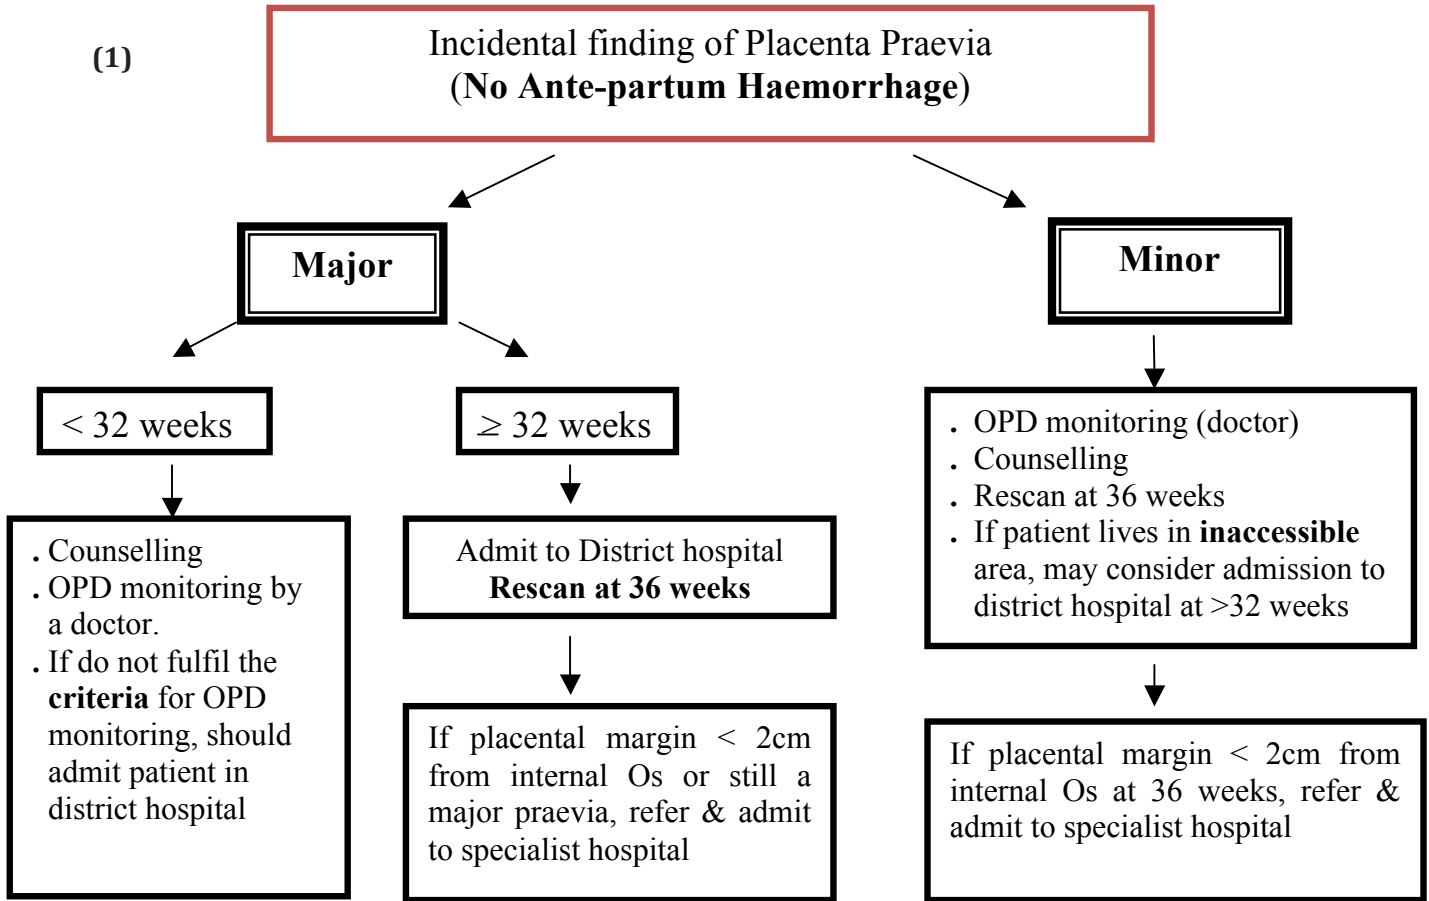 (1)
Incidental finding of Placenta Praevia
(No Ante-partum Haemorrhage)
Major
Minor
< 32 weeks
≥ 32 weeks
. Counselling
. OPD monitoring by
a doctor.
. If do not fulfil the
criteria for OPD
monitoring, should
admit patient in
district hospital
Admit to District hospital
Rescan at 36 weeks
If placental margin < 2cm
from internal Os or still a
major praevia, refer & admit
to specialist hospital
. OPD monitoring (doctor)
. Counselling
. Rescan at 36 weeks
. If patient lives in inaccessible
area, may consider admission to
district hospital at >32 weeks
If placental margin < 2cm from
internal Os at 36 weeks, refer &
admit to specialist hospital